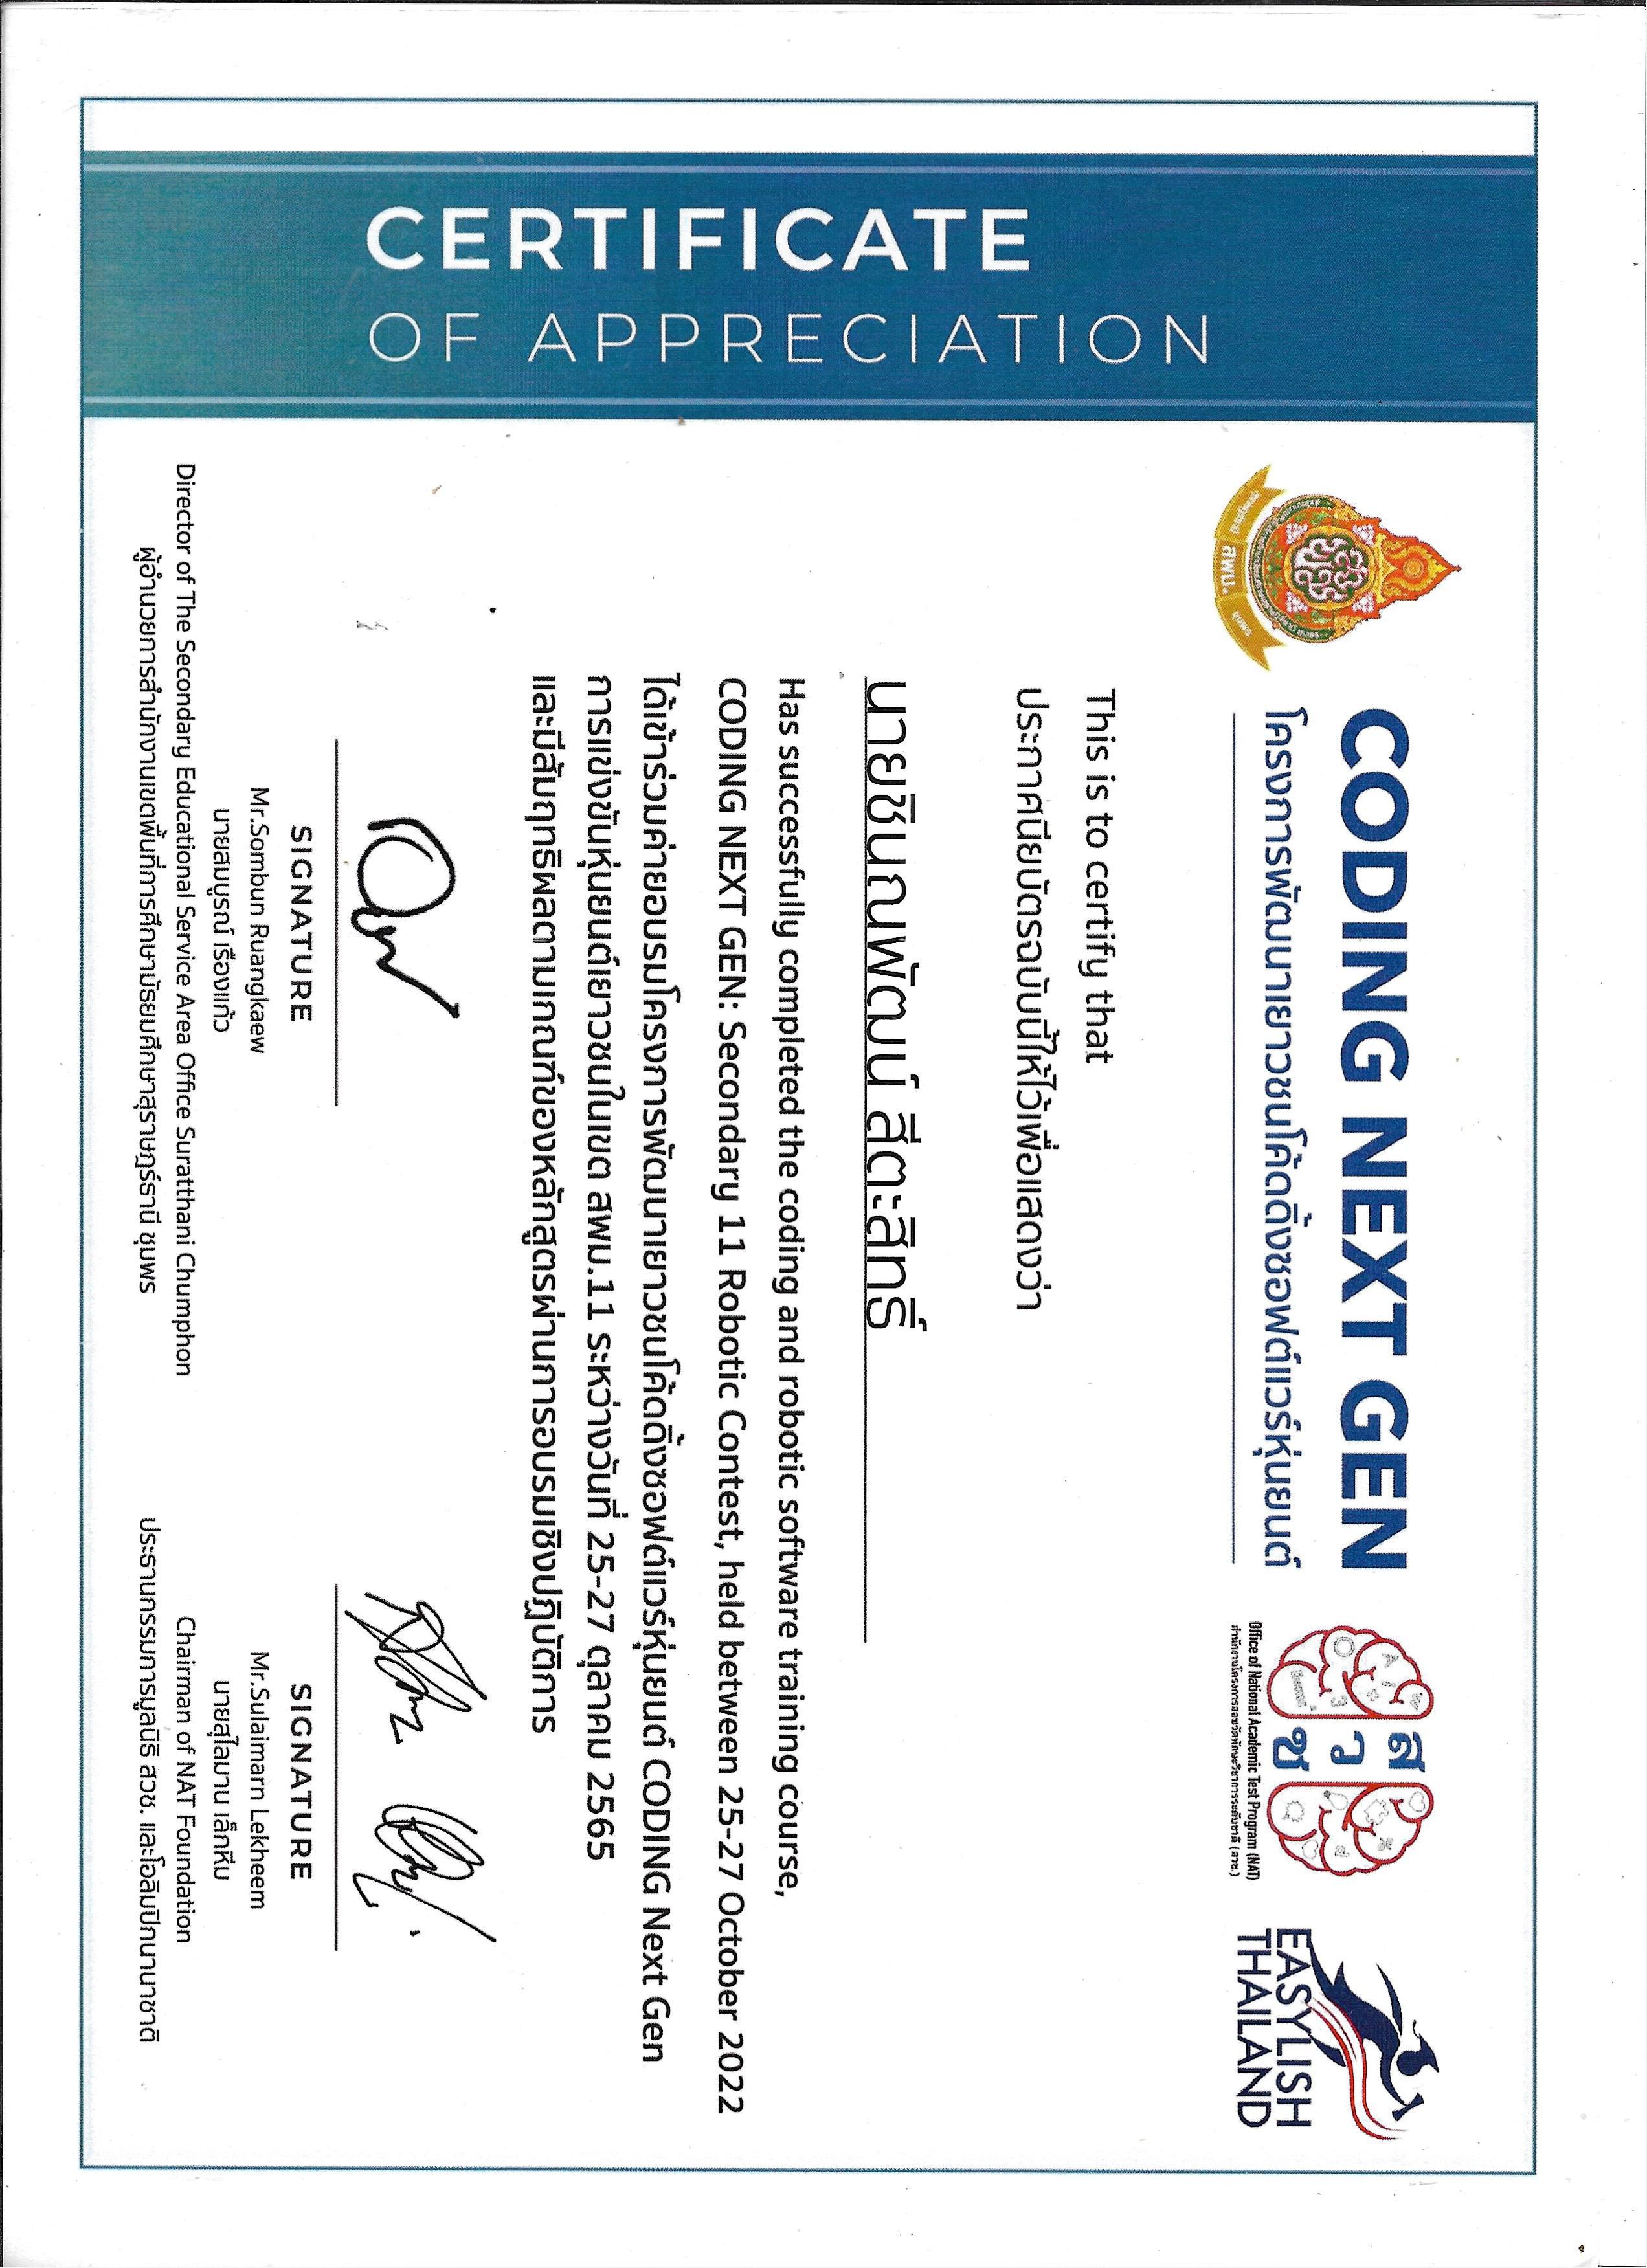 CERTIFICATE
OF APPRECIATION
CODING NEXT GEN
โครงการพัฒนาเยาวชนโค้ดดิ้งซอฟต์แวร์หุ่นยนต์
สพม.
ชุมพร
สวช
Office of National Academic Test Program (NAT)
สำนักงานโครงการสอบวัดทักษะวิชาการระดับชาติ (สวช.)
EASYLISH
THAILAND
This is to certify that
ประกาศนียบัตรฉบับนี้ให้ไว้เพื่อแสดงว่า
นายชินณพัฒน์ สีตะสิทธิ์
Has successfully completed the coding and robotic software training course,
CODING NEXT GEN: Secondary 11 Robotic Contest, held between 25-27 October 2022
ได้เข้าร่วมค่ายอบรมโครงการพัฒนาเยาวชนโค้ดดิ้งซอฟต์แวร์หุ่นยนต์ CODING Next Gen
การแข่งขันหุ่นยนต์เยาวชนในเขต สพม.11 ระหว่างวันที่ 25-27 ตุลาคม 2565
และมีสัมฤทธิผลตามเกณฑ์ของหลักสูตรผ่านการอบรมเชิงปฏิบัติการ
SIGNATURE
Mr.Sombun Ruangkaew
นายสมบูรณ์ เรืองแก้ว
Director of The Secondary Educational Service Area Office Suratthani Chumphon
ผู้อำนวยการสำนักงานเขตพื้นที่การศึกษามัธยมศึกษาสุราษฎร์ธานี ชุมพร
SIGNATURE
Mr.Sulaimarn Lekheem
นายสุไลมาน เล็กหีม
Chairman of NAT Foundation
ประธานกรรมการมูลนิธิ สวช. และโอลิมปิกนานาชาติ